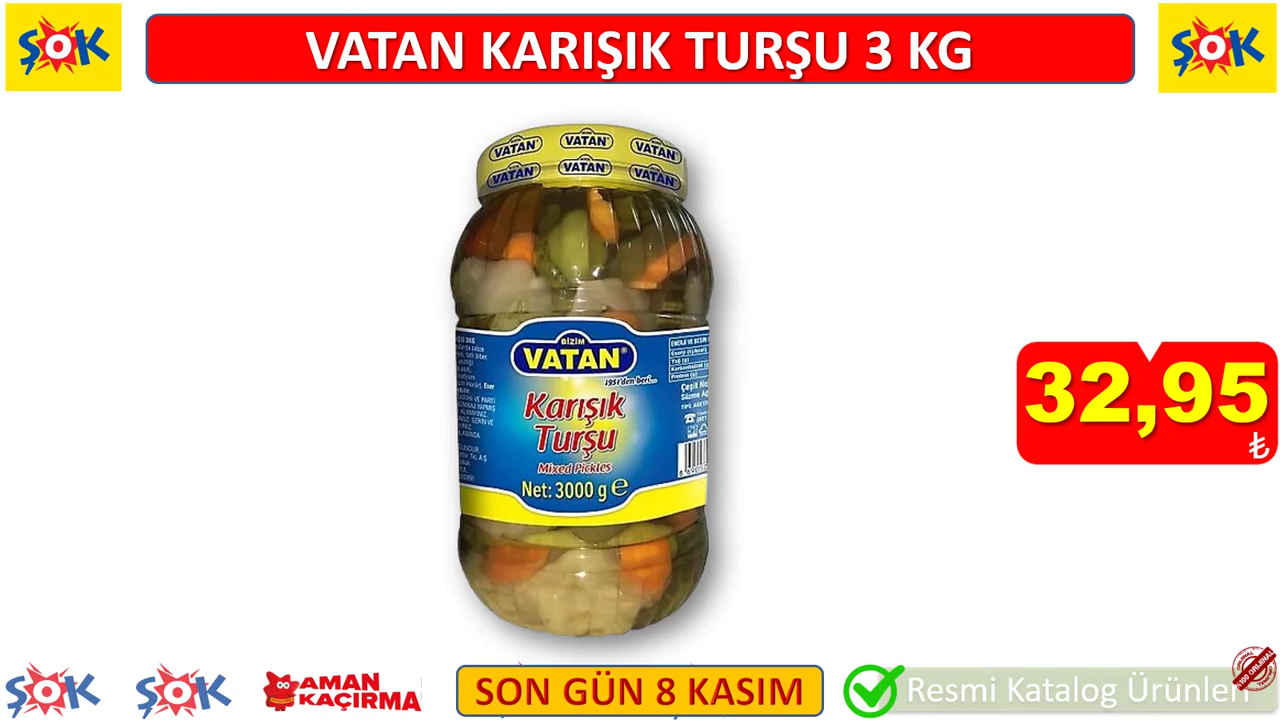 ŞOK
VATAN KARIŞIK TURŞU 3 KG
ŞOK
VATAN VATAN VATAN
VATAN VATAN VATAN
BİZİM
VATAN®
1951'den beri...
Karışık
Turşu
Mixed Pickles
Net: 3000 g e
32,95
₺
ŞOK
ŞOK
AMAN
KAÇIRMA
SON GÜN 8 KASIM
Resmi Katalog Ürünleri